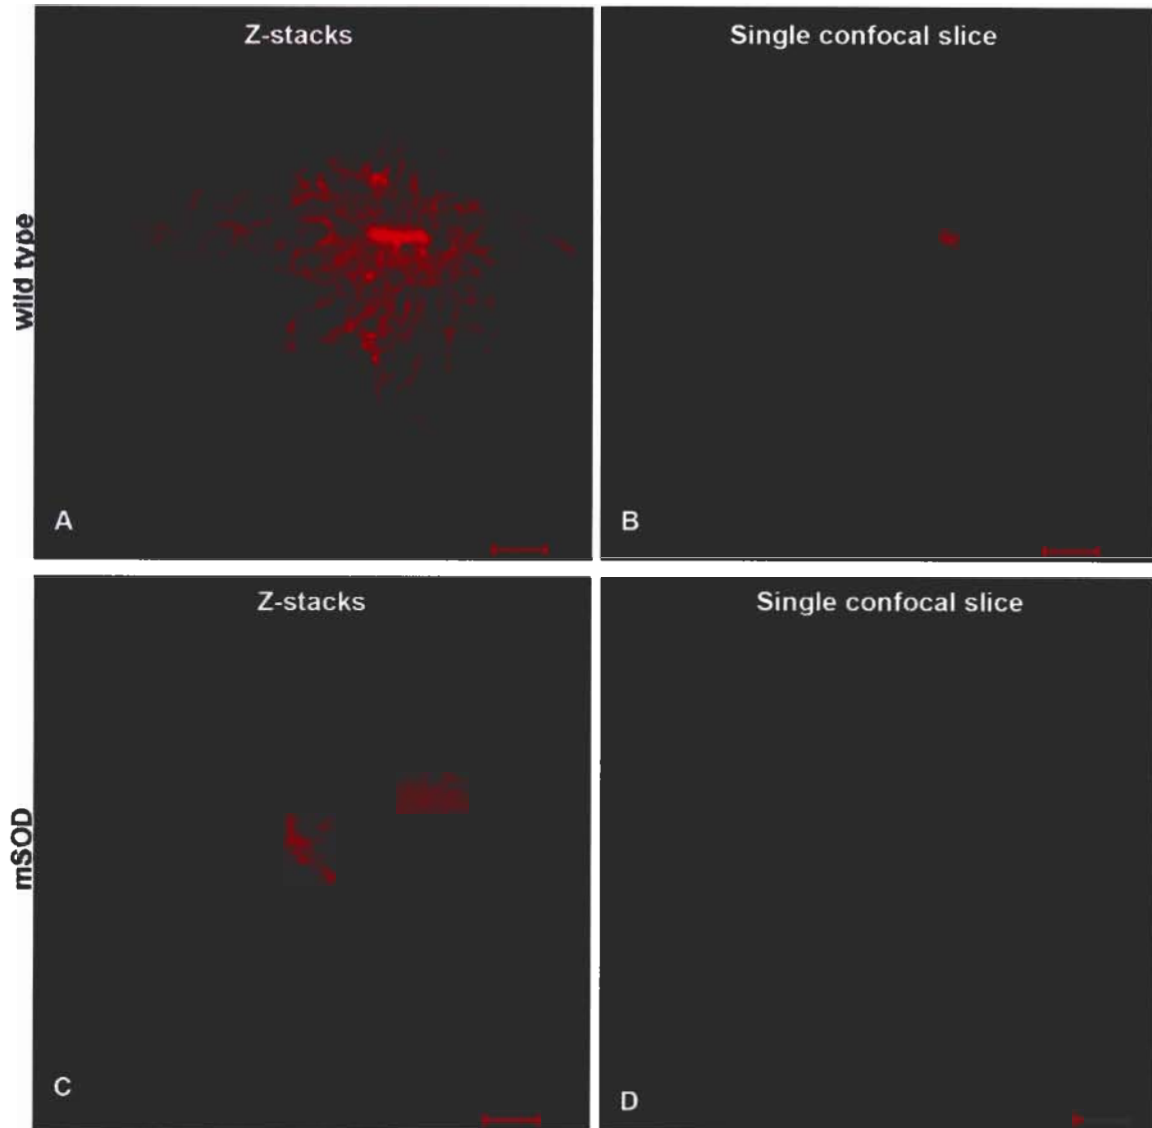 Z-stacks
Single confocal slice
wild type
A
B
Z-stacks
Single confocal slice
mSOD
C
D